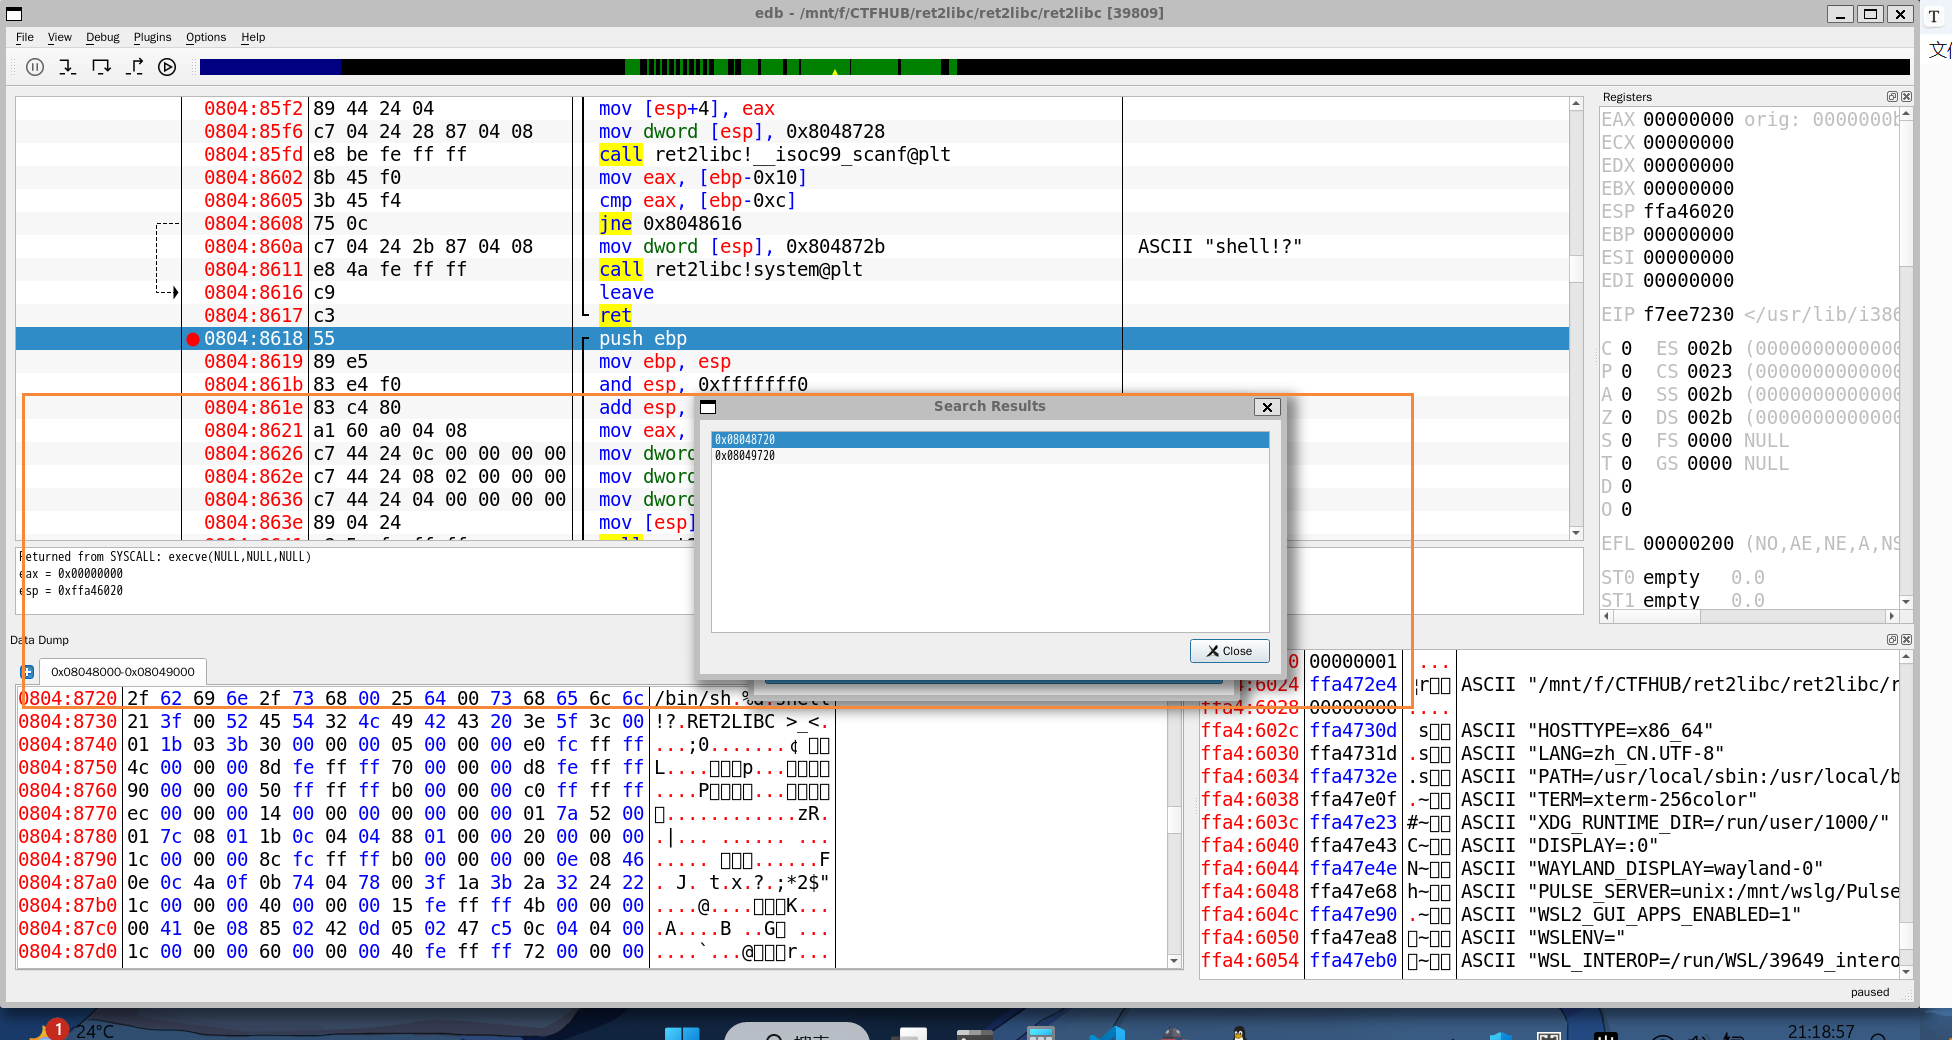 edb - /mnt/f/CTFHUB/ret2libc/ret2libc/ret2libc [39809]
T
文
File View Debug Plugins Options Help
0804:85f2 89 44 24 04 mov [esp+4], eax
0804:85f6 c7 04 24 28 87 04 08 mov dword [esp], 0x8048728
0804:85fd e8 be fe ff ff call ret2libc!__isoc99_scanf@plt
0804:8602 8b 45 f0 mov eax, [ebp-0x10]
0804:8605 3b 45 f4 cmp eax, [ebp-0xc]
0804:8608 75 0c jne 0x8048616
0804:860a c7 04 24 2b 87 04 08 mov dword [esp], 0x804872b ASCII "shell!?"
0804:8611 e8 4a fe ff ff call ret2libc!system@plt
0804:8616 c9 leave
0804:8617 c3 ret
0804:8618 55 push ebp
0804:8619 89 e5 mov ebp, esp
0804:861b 83 e4 f0 and esp, 0xfffffff0
0804:861e 83 c4 80 add esp,
0804:8621 a1 60 a0 04 08 mov eax,
0804:8626 c7 44 24 0c 00 00 00 00 mov dword
0804:862e c7 44 24 08 02 00 00 00 mov dword
0804:8636 c7 44 24 04 00 00 00 00 mov dword
0804:863e 89 04 24 mov [esp]
Registers
EAX 00000000 orig: 0000000b
ECX 00000000
EDX 00000000
EBX 00000000
ESP ffa46020
EBP 00000000
ESI 00000000
EDI 00000000
EIP f7ee7230 </usr/lib/i386
C 0 ES 002b (0000000000000
P 0 CS 0023 (0000000000000
A 0 SS 002b (0000000000000
Z 0 DS 002b (0000000000000
S 0 FS 0000 NULL
T 0 GS 0000 NULL
D 0
O 0
EFL 00000200 (NO,AE,NE,A,NS
ST0 empty 0.0
ST1 empty 0.0
Search Results
0x08048720
0x08049720
Close
Returned from SYSCALL: execve(NULL,NULL,NULL)
eax = 0x00000000
esp = 0xffa46020
Data Dump
0x08048000-0x08049000
0804:8720 2f 62 69 6e 2f 73 68 00 25 64 00 73 68 65 6c 6c /bin/sh.%d.shell
0804:8730 21 3f 00 52 45 54 32 4c 49 42 43 20 3e 5f 3c 00 !?.RET2LIBC >_<.
0804:8740 01 1b 03 3b 30 00 00 00 05 00 00 00 e0 fc ff ff ...;0.......¢
0804:8750 4c 00 00 00 8d fe ff ff 70 00 00 00 d8 fe ff ff L....▯▯▯p...▯▯▯▯
0804:8760 90 00 00 00 50 ff ff ff b0 00 00 00 c0 ff ff ff ....P▯▯▯▯...▯▯▯▯
0804:8770 ec 00 00 00 14 00 00 00 00 00 00 00 01 7a 52 00 ▯............zR.
0804:8780 01 7c 08 01 1b 0c 04 04 88 01 00 00 20 00 00 00 .|... ...... ...
0804:8790 1c 00 00 00 8c fc ff ff b0 00 00 00 00 0e 08 46 ..... ▯▯▯......F
0804:87a0 0e 0c 4a 0f 0b 74 04 78 00 3f 1a 3b 2a 32 24 22 . J. t.x.?.;*2$"
0804:87b0 1c 00 00 00 40 00 00 00 15 fe ff ff 4b 00 00 00 ....@....▯▯▯K...
0804:87c0 00 41 0e 08 85 02 42 0d 05 02 47 c5 0c 04 04 00 .A....B ..G▯ ...
0804:87d0 1c 00 00 00 60 00 00 00 40 fe ff ff 72 00 00 00 ....`...@▯▯▯r...
0 00000001 ...
:6024 ffa472e4 ASCII "/mnt/f/CTFHUB/ret2libc/ret2libc/r
ffa4:6028 00000000 ....
ffa4:602c ffa4730d s▯▯ ASCII "HOSTTYPE=x86_64"
ffa4:6030 ffa4731d .s▯▯ ASCII "LANG=zh_CN.UTF-8"
ffa4:6034 ffa4732e .s▯▯ ASCII "PATH=/usr/local/sbin:/usr/local/b
ffa4:6038 ffa47e0f .~▯▯ ASCII "TERM=xterm-256color"
ffa4:603c ffa47e23 #~▯▯ ASCII "XDG_RUNTIME_DIR=/run/user/1000/"
ffa4:6040 ffa47e43 C~▯▯ ASCII "DISPLAY=:0"
ffa4:6044 ffa47e4e N~▯▯ ASCII "WAYLAND_DISPLAY=wayland-0"
ffa4:6048 ffa47e68 h~▯▯ ASCII "PULSE_SERVER=unix:/mnt/wslg/Pulse
ffa4:604c ffa47e90 .~▯▯ ASCII "WSL2_GUI_APPS_ENABLED=1"
ffa4:6050 ffa47ea8 ▯~▯▯ ASCII "WSLENV="
ffa4:6054 ffa47eb0 ▯~▯▯ ASCII "WSL_INTEROP=/run/WSL/39649_intero
paused
1 24°C
21:18:57